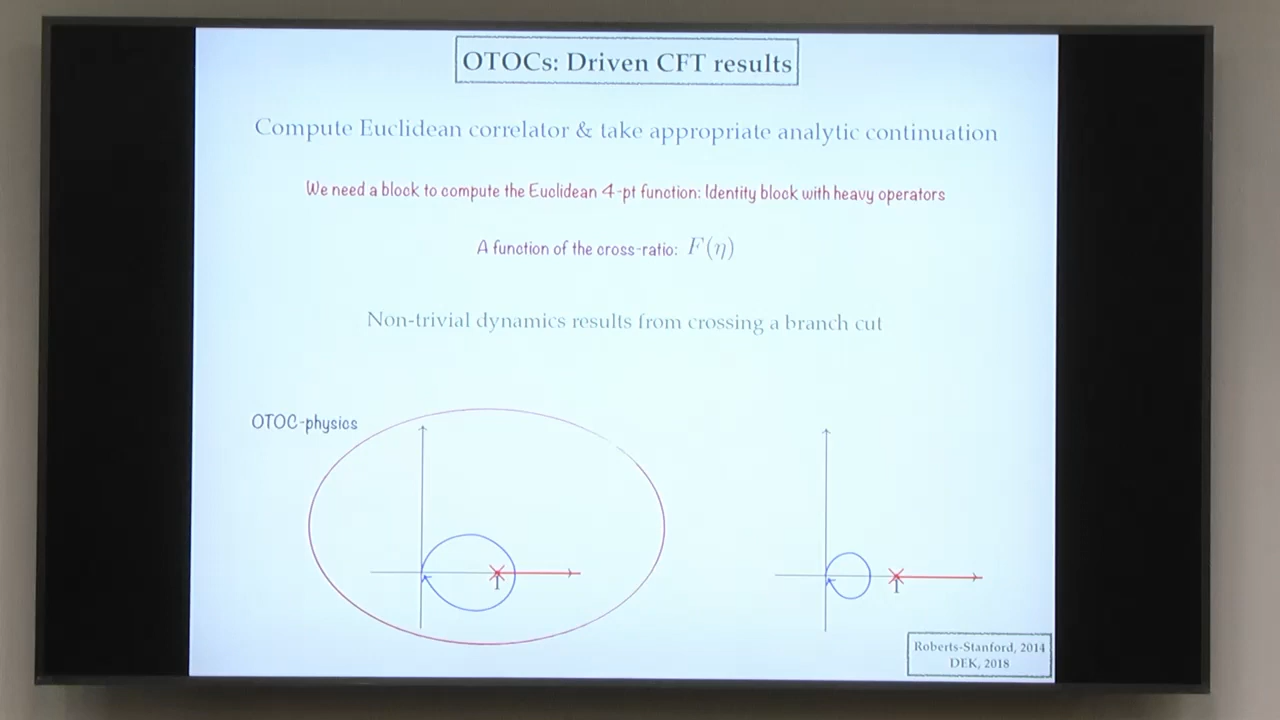 OTOCs: Driven CFT results
Compute Euclidean correlator & take appropriate analytic continuation
We need a block to compute the Euclidean 4-pt function: Identity block with heavy operators
A function of the cross-ratio: F(η)
Non-trivial dynamics results from crossing a branch cut
OTOC-physics
1
1
Roberts-Stanford, 2014
DEK, 2018